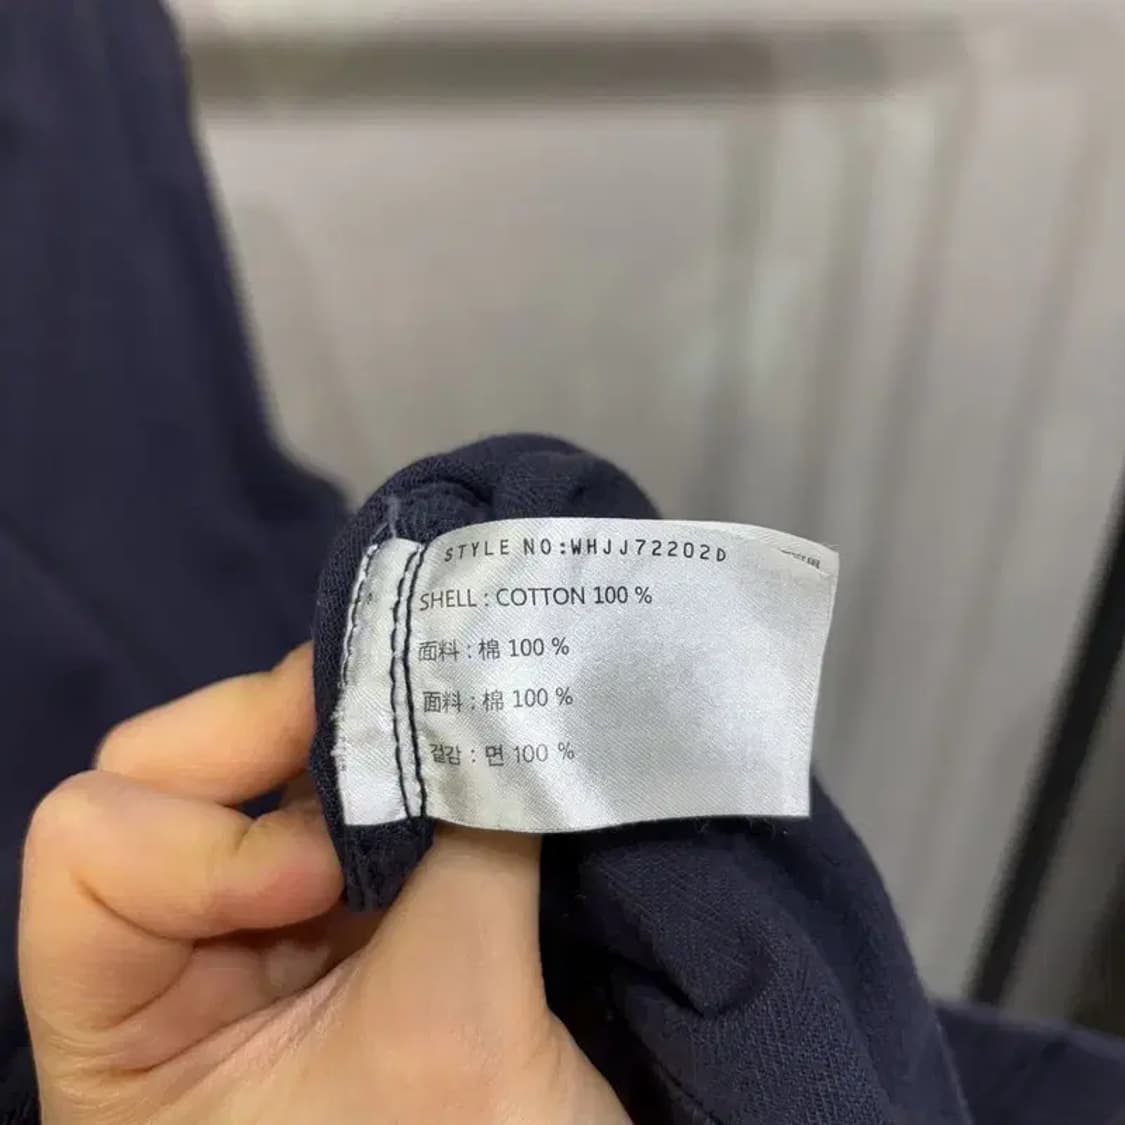 STYLE NO:WHJJ72202D
SHELL : COTTON 100 %
面料 : 棉 100 %
面料 : 棉 100 %
겉감 : 면 100 %